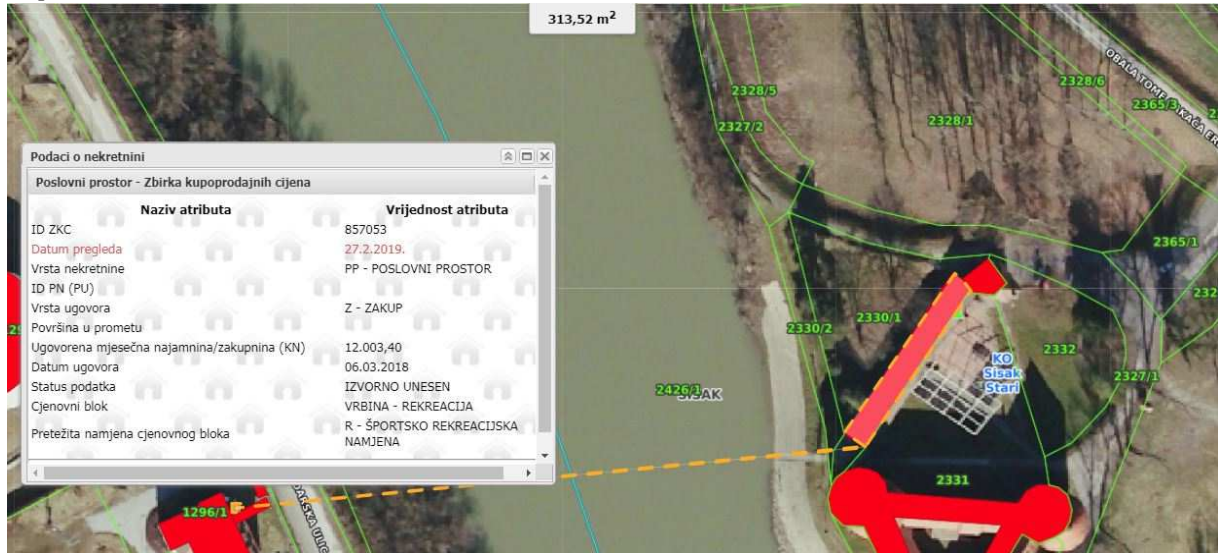 313,52 m²
OBALA TOME
2328/6
2365/3
2328/5
2328/1
2327/2
Podaci o nekretnini
Poslovni prostor - Zbirka kupoprodajnih cijena
Naziv atributa Vrijednost atributa
ID ZKC 857053
Datum pregleda 27.2.2019.
Vrsta nekretnine PP - POSLOVNI PROSTOR
ID PN (PU)
Vrsta ugovora Z - ZAKUP
Površina u prometu
Ugovorena mjesečna najamnina/zakupnina (KN) 12.003,40
Datum ugovora 06.03.2018
Status podatka IZVORNO UNESEN
Cjenovni blok VRBINA - REKREACIJA
Pretežita namjena cjenovnog bloka R - ŠPORTSKO REKREACIJSKA
NAMJENA
2365/1
2330/1
2330/2
2332
KO
Sisak
Stari
2327/1
2426/1
2331
1296/1